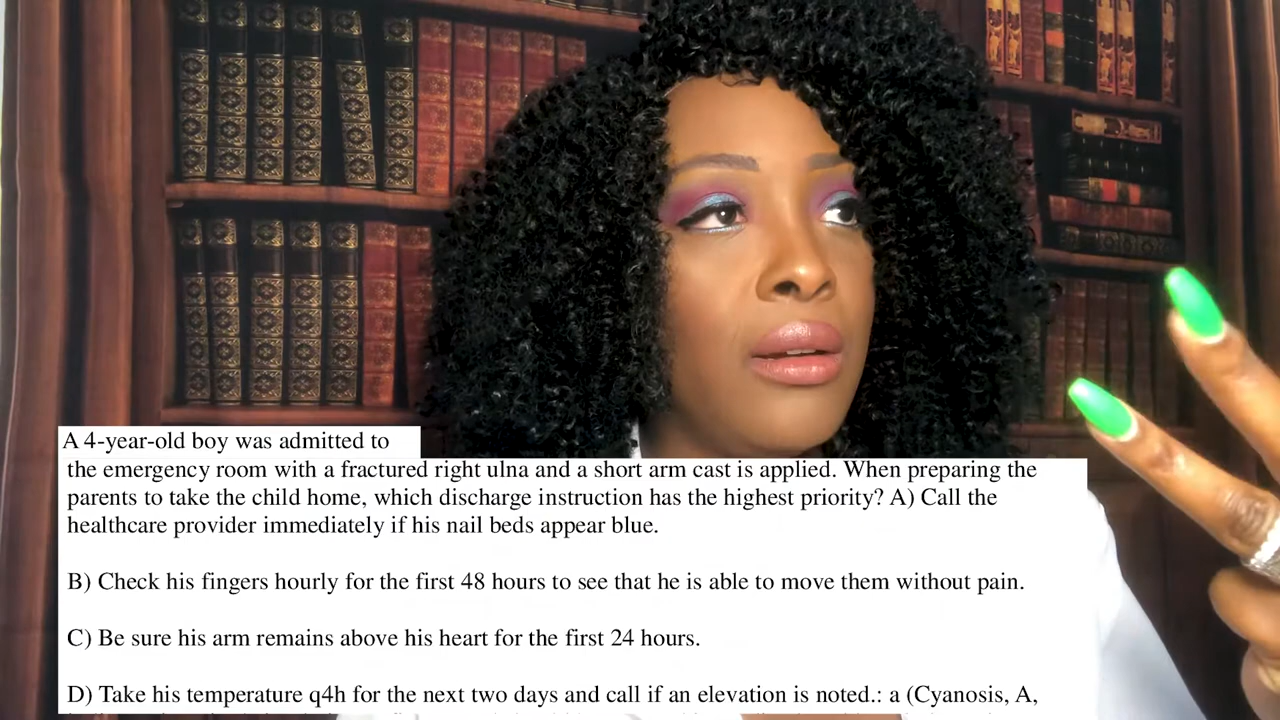 A 4-year-old boy was admitted to
the emergency room with a fractured right ulna and a short arm cast is applied. When preparing the
parents to take the child home, which discharge instruction has the highest priority? A) Call the
healthcare provider immediately if his nail beds appear blue.
B) Check his fingers hourly for the first 48 hours to see that he is able to move them without pain.
C) Be sure his arm remains above his heart for the first 24 hours.
D) Take his temperature q4h for the next two days and call if an elevation is noted.: a (Cyanosis, A,